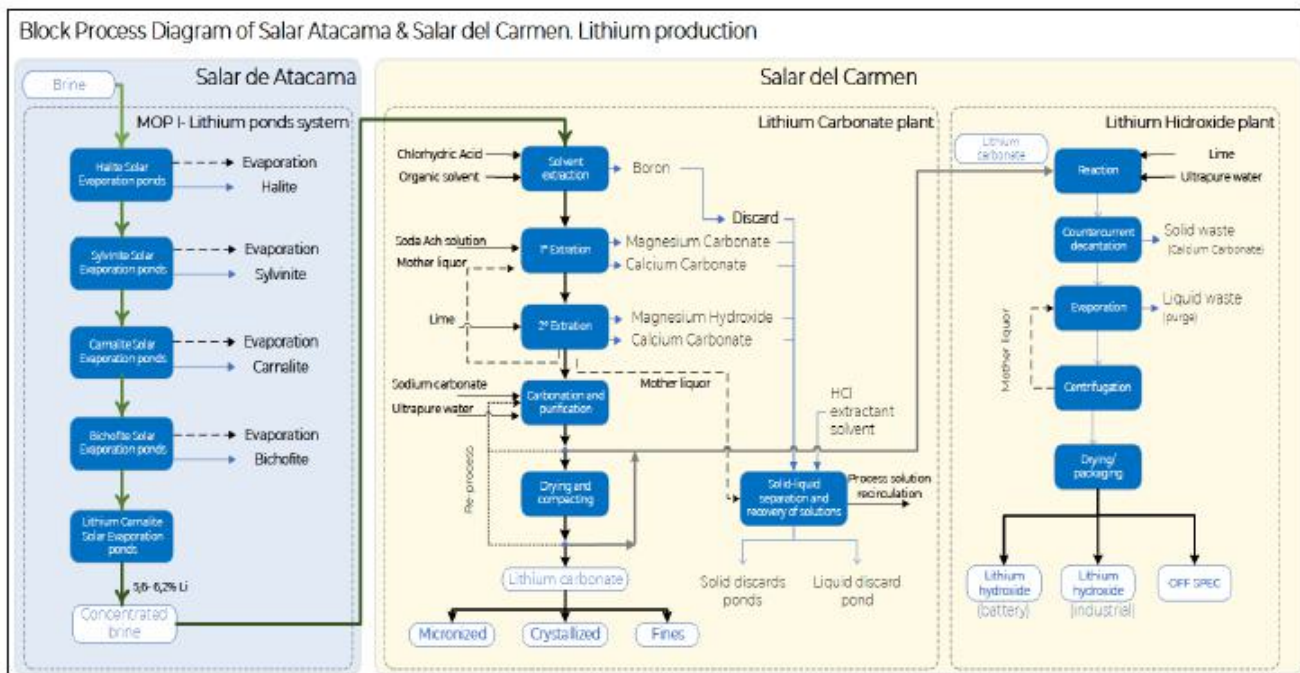 Block Process Diagram of Salar Atacama & Salar del Carmen. Lithium production
Salar de Atacama
Brine
MOP I- Lithium ponds system
Halite Solar
Evaporation ponds
Evaporation
Halite
Sylvinite Solar
Evaporation ponds
Evaporation
Sylvinite
Carnalite Solar
Evaporation ponds
Evaporation
Carnalite
Bichofite Solar
Evaporation ponds
Evaporation
Bichofite
Lithium Carnalite
Solar Evaporation
ponds
5,6- 6,2% Li
Concentrated
brine
Salar del Carmen
Lithium Carbonate plant
Chlorhydric Acid
Organic solvent
Solvent
extraction
Boron
Discard
Soda Ach solution
Mother liquor
1ª Extration
Magnesium Carbonate
Calcium Carbonate
Lime
2ª Extration
Magnesium Hydroxide
Calcium Carbonate
Mother liquor
Sodium carbonate
Ultrapure water
Carbonation and
purification
HCl
extractant
solvent
Re-process
Drying and
compacting
Solid-liquid
separation and
recovery of solutions
Process solution
recirculation
Lithium carbonate
Solid discards
ponds
Liquid discard
pond
Micronized
Crystallized
Fines
Lithium Hidroxide plant
Lithium
carbonate
Reaction
Lime
Ultrapure water
Countercurrent
decantation
Solid waste
(Calcium Carbonate)
Evaporation
Liquid waste
(purge)
Mother liquor
Centrifugation
Drying/
packaging
Lithium
hydroxide
(battery)
Lithium
hydroxide
(industrial)
OFF SPEC